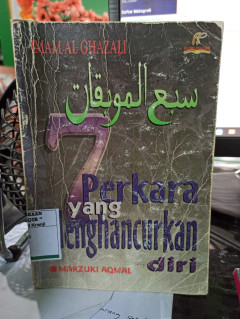 IMAM AL GHAZALI
سبع الموبقات
7
Perkara
yang
menghancurkan
diri
MARZUKI AQMAL